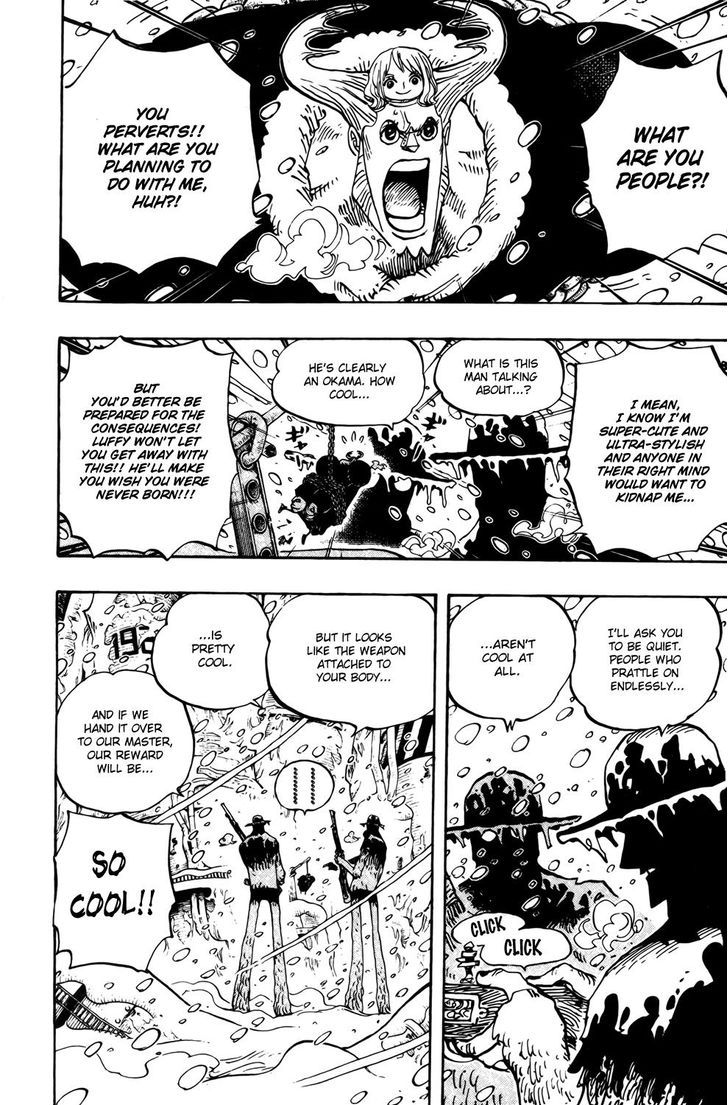 WHAT
ARE YOU
PEOPLE?!
YOU
PERVERTS!!
WHAT ARE YOU
PLANNING TO
DO WITH ME,
HUH?!
I MEAN,
I KNOW I'M
SUPER-CUTE AND
ULTRA-STYLISH
AND ANYONE
IN THEIR RIGHT MIND
WOULD WANT TO
KIDNAP ME...
WHAT IS THIS
MAN TALKING
ABOUT...?
HE'S CLEARLY
AN OKAMA. HOW
COOL...
BUT
YOU'D BETTER BE
PREPARED FOR THE
CONSEQUENCES!
LUFFY WON'T LET
YOU GET AWAY WITH
THIS!! HE'LL MAKE
YOU WISH YOU WERE
NEVER BORN!!!
I'LL ASK YOU
TO BE QUIET.
PEOPLE WHO
PRATTLE ON
ENDLESSLY...
...AREN'T
COOL AT
ALL.
CLICK
CLICK
BUT IT LOOKS
LIKE THE WEAPON
ATTACHED TO
YOUR BODY...
...IS
PRETTY
COOL.
AND IF WE
HAND IT OVER
TO OUR MASTER,
OUR REWARD
WILL BE...
SO
COOL!!